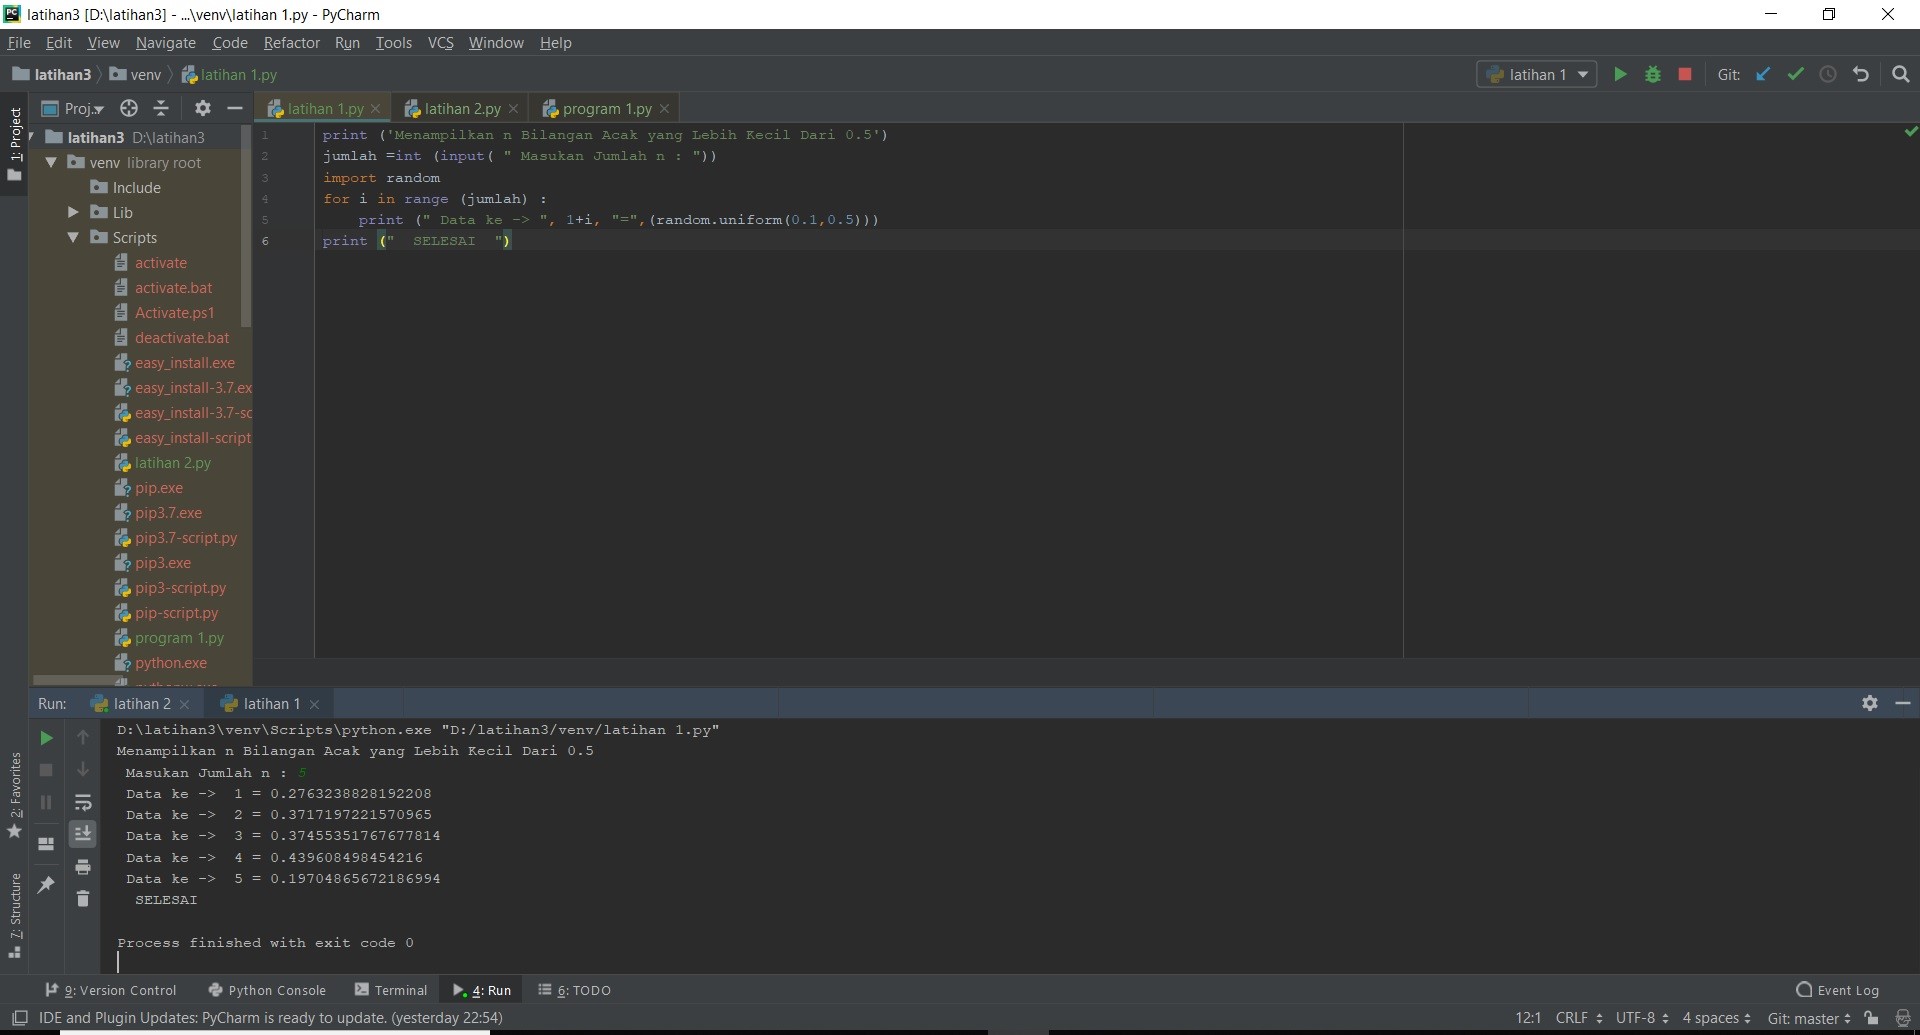 latihan3 [D:\latihan3] - ...\venv\latihan 1.py - PyCharm
File Edit View Navigate Code Refactor Run Tools VCS Window Help
latihan3 venv latihan 1.py latihan 1 Git:
Proj.. latihan 1.py latihan 2.py program 1.py
1: Project
latihan3 D:\latihan3
venv library root
Include
Lib
Scripts
activate
activate.bat
Activate.ps1
deactivate.bat
easy_install.exe
easy_install-3.7.ex
easy_install-3.7-sc
easy_install-script
latihan 2.py
pip.exe
pip3.7.exe
pip3.7-script.py
pip3.exe
pip3-script.py
pip-script.py
program 1.py
python.exe
1 print ('Menampilkan n Bilangan Acak yang Lebih Kecil Dari 0.5')
2 jumlah =int (input( " Masukan Jumlah n : "))
3 import random
4 for i in range (jumlah) :
5 print (" Data ke -> ", 1+i, "=",(random.uniform(0.1,0.5)))
6 print ("  SELESAI  ")
Run: latihan 2 latihan 1
D:\latihan3\venv\Scripts\python.exe "D:/latihan3/venv/latihan 1.py"
Menampilkan n Bilangan Acak yang Lebih Kecil Dari 0.5
Masukan Jumlah n : 5
Data ke ->  1 = 0.2763238828192208
Data ke ->  2 = 0.3717197221570965
Data ke ->  3 = 0.37455351767677814
Data ke ->  4 = 0.439608498454216
Data ke ->  5 = 0.19704865672186994
SELESAI
Process finished with exit code 0
2: Favorites
7: Structure
9: Version Control Python Console Terminal 4: Run 6: TODO Event Log
IDE and Plugin Updates: PyCharm is ready to update. (yesterday 22:54) 12:1 CRLF UTF-8 4 spaces Git: master